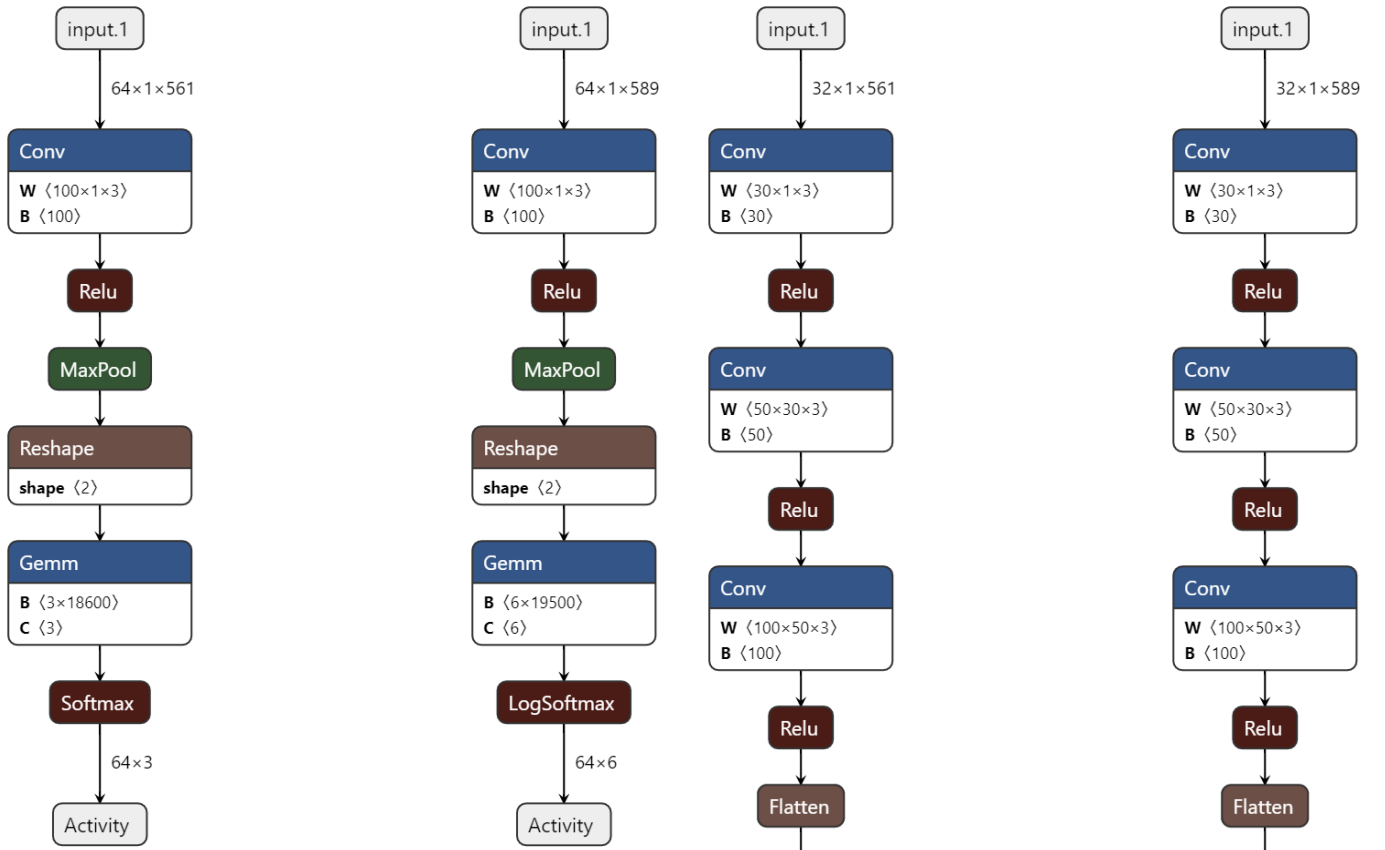 input.1
64×1×561
Conv
W 〈100×1×3〉
B 〈100〉
Relu
MaxPool
Reshape
shape 〈2〉
Gemm
B 〈3×18600〉
C 〈3〉
Softmax
64×3
Activity
input.1
64×1×589
Conv
W 〈100×1×3〉
B 〈100〉
Relu
MaxPool
Reshape
shape 〈2〉
Gemm
B 〈6×19500〉
C 〈6〉
LogSoftmax
64×6
Activity
input.1
32×1×561
Conv
W 〈30×1×3〉
B 〈30〉
Relu
Conv
W 〈50×30×3〉
B 〈50〉
Relu
Conv
W 〈100×50×3〉
B 〈100〉
Relu
Flatten
input.1
32×1×589
Conv
W 〈30×1×3〉
B 〈30〉
Relu
Conv
W 〈50×30×3〉
B 〈50〉
Relu
Conv
W 〈100×50×3〉
B 〈100〉
Relu
Flatten